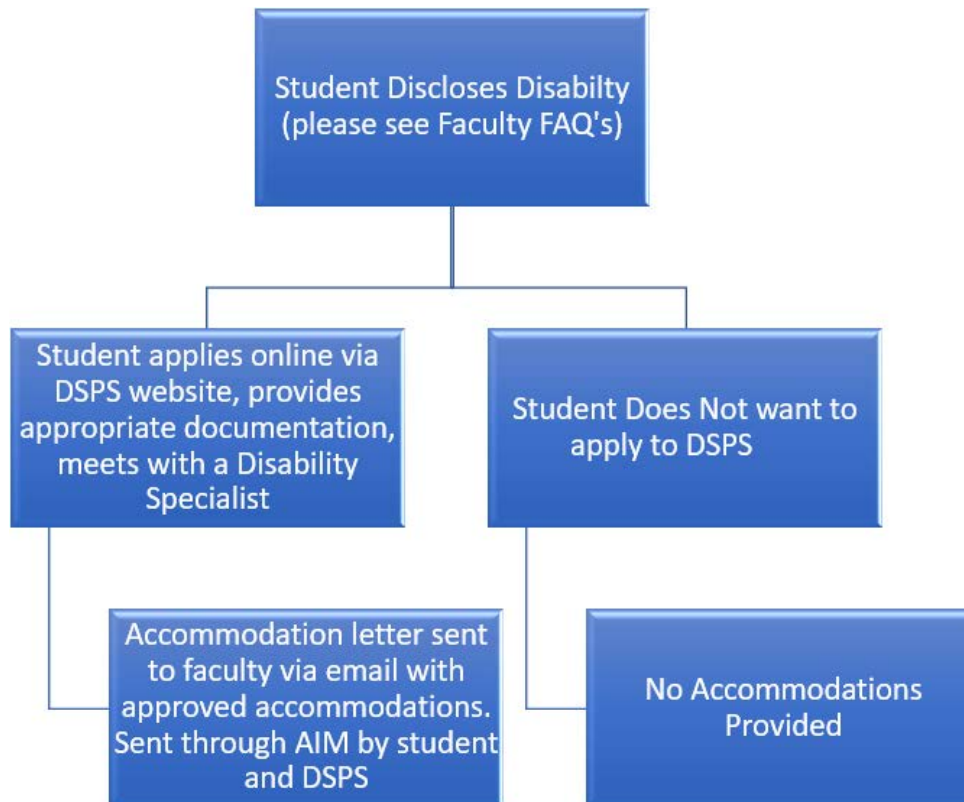 Student Discloses Disabilty
(please see Faculty FAQ's)
Student applies online via
DSPS website, provides
appropriate documentation,
meets with a Disability
Specialist
Student Does Not want to
apply to DSPS
Accommodation letter sent
to faculty via email with
approved accommodations.
Sent through AIM by student
and DSPS
No Accommodations
Provided